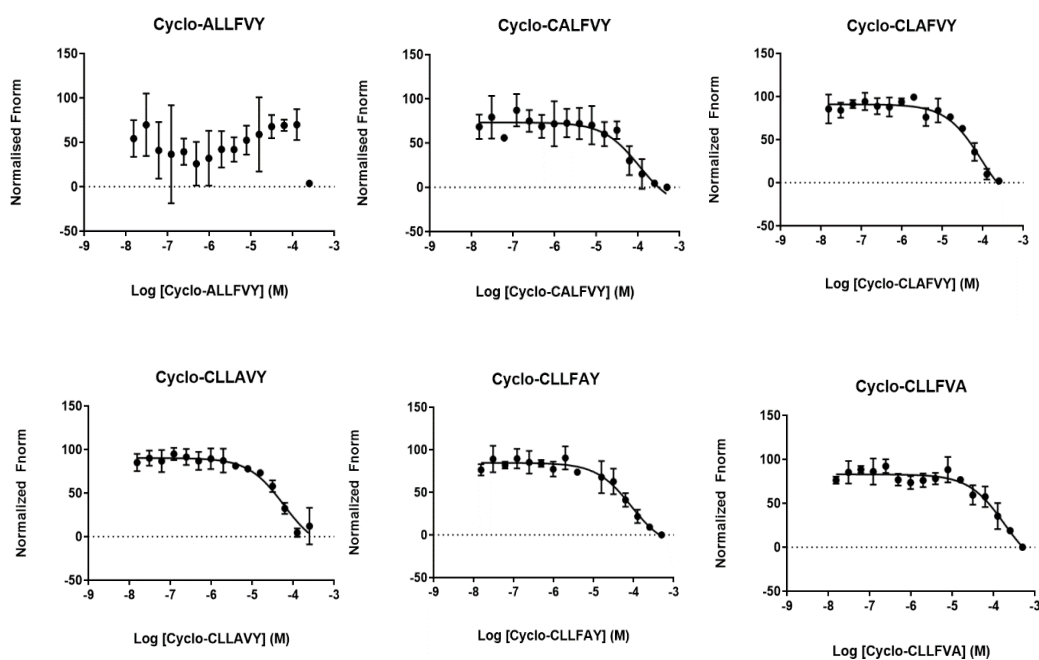 Cyclo-ALLFVY
Normalised Fnorm
150
100
50
0
-50
-9 -8 -7 -6 -5 -4 -3
Log [Cyclo-ALLFVY] (M)
Cyclo-CALFVY
Normalised Fnorm
150
100
50
0
-50
-9 -8 -7 -6 -5 -4 -3
Log [Cyclo-CALFVY] (M)
Cyclo-CLAFVY
Normalized Fnorm
150
100
50
0
-50
-9 -8 -7 -6 -5 -4 -3
Log [Cyclo-CLAFVY] (M)
Cyclo-CLLAVY
Normalized Fnorm
150
100
50
0
-50
-9 -8 -7 -6 -5 -4 -3
Log [Cyclo-CLLAVY] (M)
Cyclo-CLLFAY
Normalized Fnorm
150
100
50
0
-50
-9 -8 -7 -6 -5 -4 -3
Log [Cyclo-CLLFAY] (M)
Cyclo-CLLFVA
Normalized Fnorm
150
100
50
0
-50
-9 -8 -7 -6 -5 -4 -3
Log [Cyclo-CLLFVA] (M)